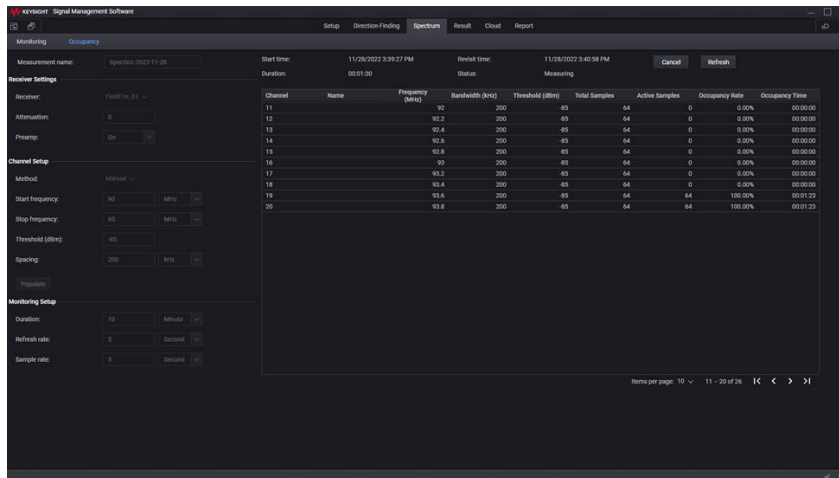 KEYSIGHT Signal Management Software
Setup Direction-Finding Spectrum Result Cloud Report
Monitoring Occupancy
Measurement name: SpecOcc-2022-11-28
Start time: 11/28/2022 3:39:27 PM Revisit time: 11/28/2022 3:40:58 PM Cancel Refresh
Duration: 00:01:30 Status: Measuring
Receiver Settings
Receiver: FieldFox_61
Attenuation: 0
Preamp: On
Channel Setup
Method: Manual
Start frequency: 90 MHz
Stop frequency: 95 MHz
Threshold (dBm): -85
Spacing: 200 kHz
Populate
Monitoring Setup
Duration: 10 Minute
Refresh rate: 5 Second
Sample rate: 5 Second
Channel Name Frequency (MHz) Bandwidth (kHz) Threshold (dBm) Total Samples Active Samples Occupancy Rate Occupancy Time
11 92 200 -85 64 0 0.00% 00:00:00
12 92.2 200 -85 64 0 0.00% 00:00:00
13 92.4 200 -85 64 0 0.00% 00:00:00
14 92.6 200 -85 64 0 0.00% 00:00:00
15 92.8 200 -85 64 0 0.00% 00:00:00
16 93 200 -85 64 0 0.00% 00:00:00
17 93.2 200 -85 64 0 0.00% 00:00:00
18 93.4 200 -85 64 0 0.00% 00:00:00
19 93.6 200 -85 64 64 100.00% 00:01:23
20 93.8 200 -85 64 64 100.00% 00:01:23
Items per page: 10 11 – 20 of 26